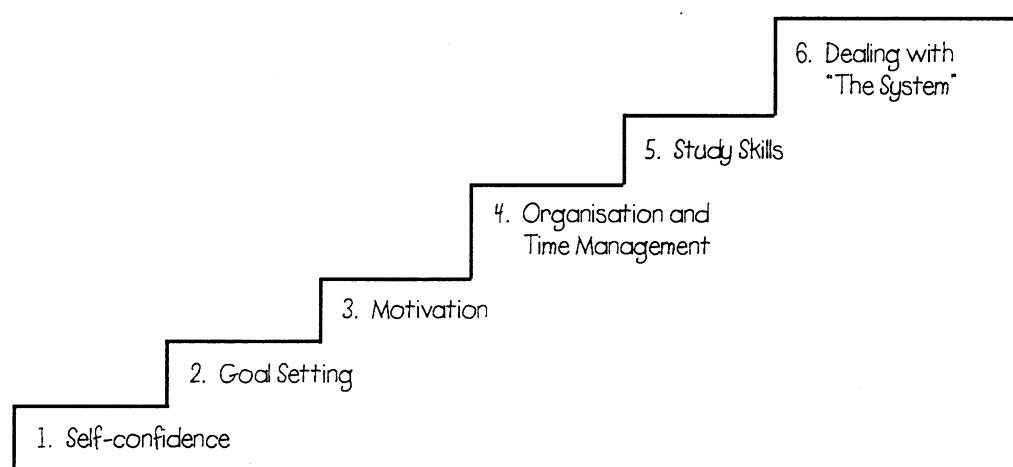 6. Dealing with
"The System"
5. Study Skills
4. Organisation and
Time Management
3. Motivation
2. Goal Setting
1. Self-confidence